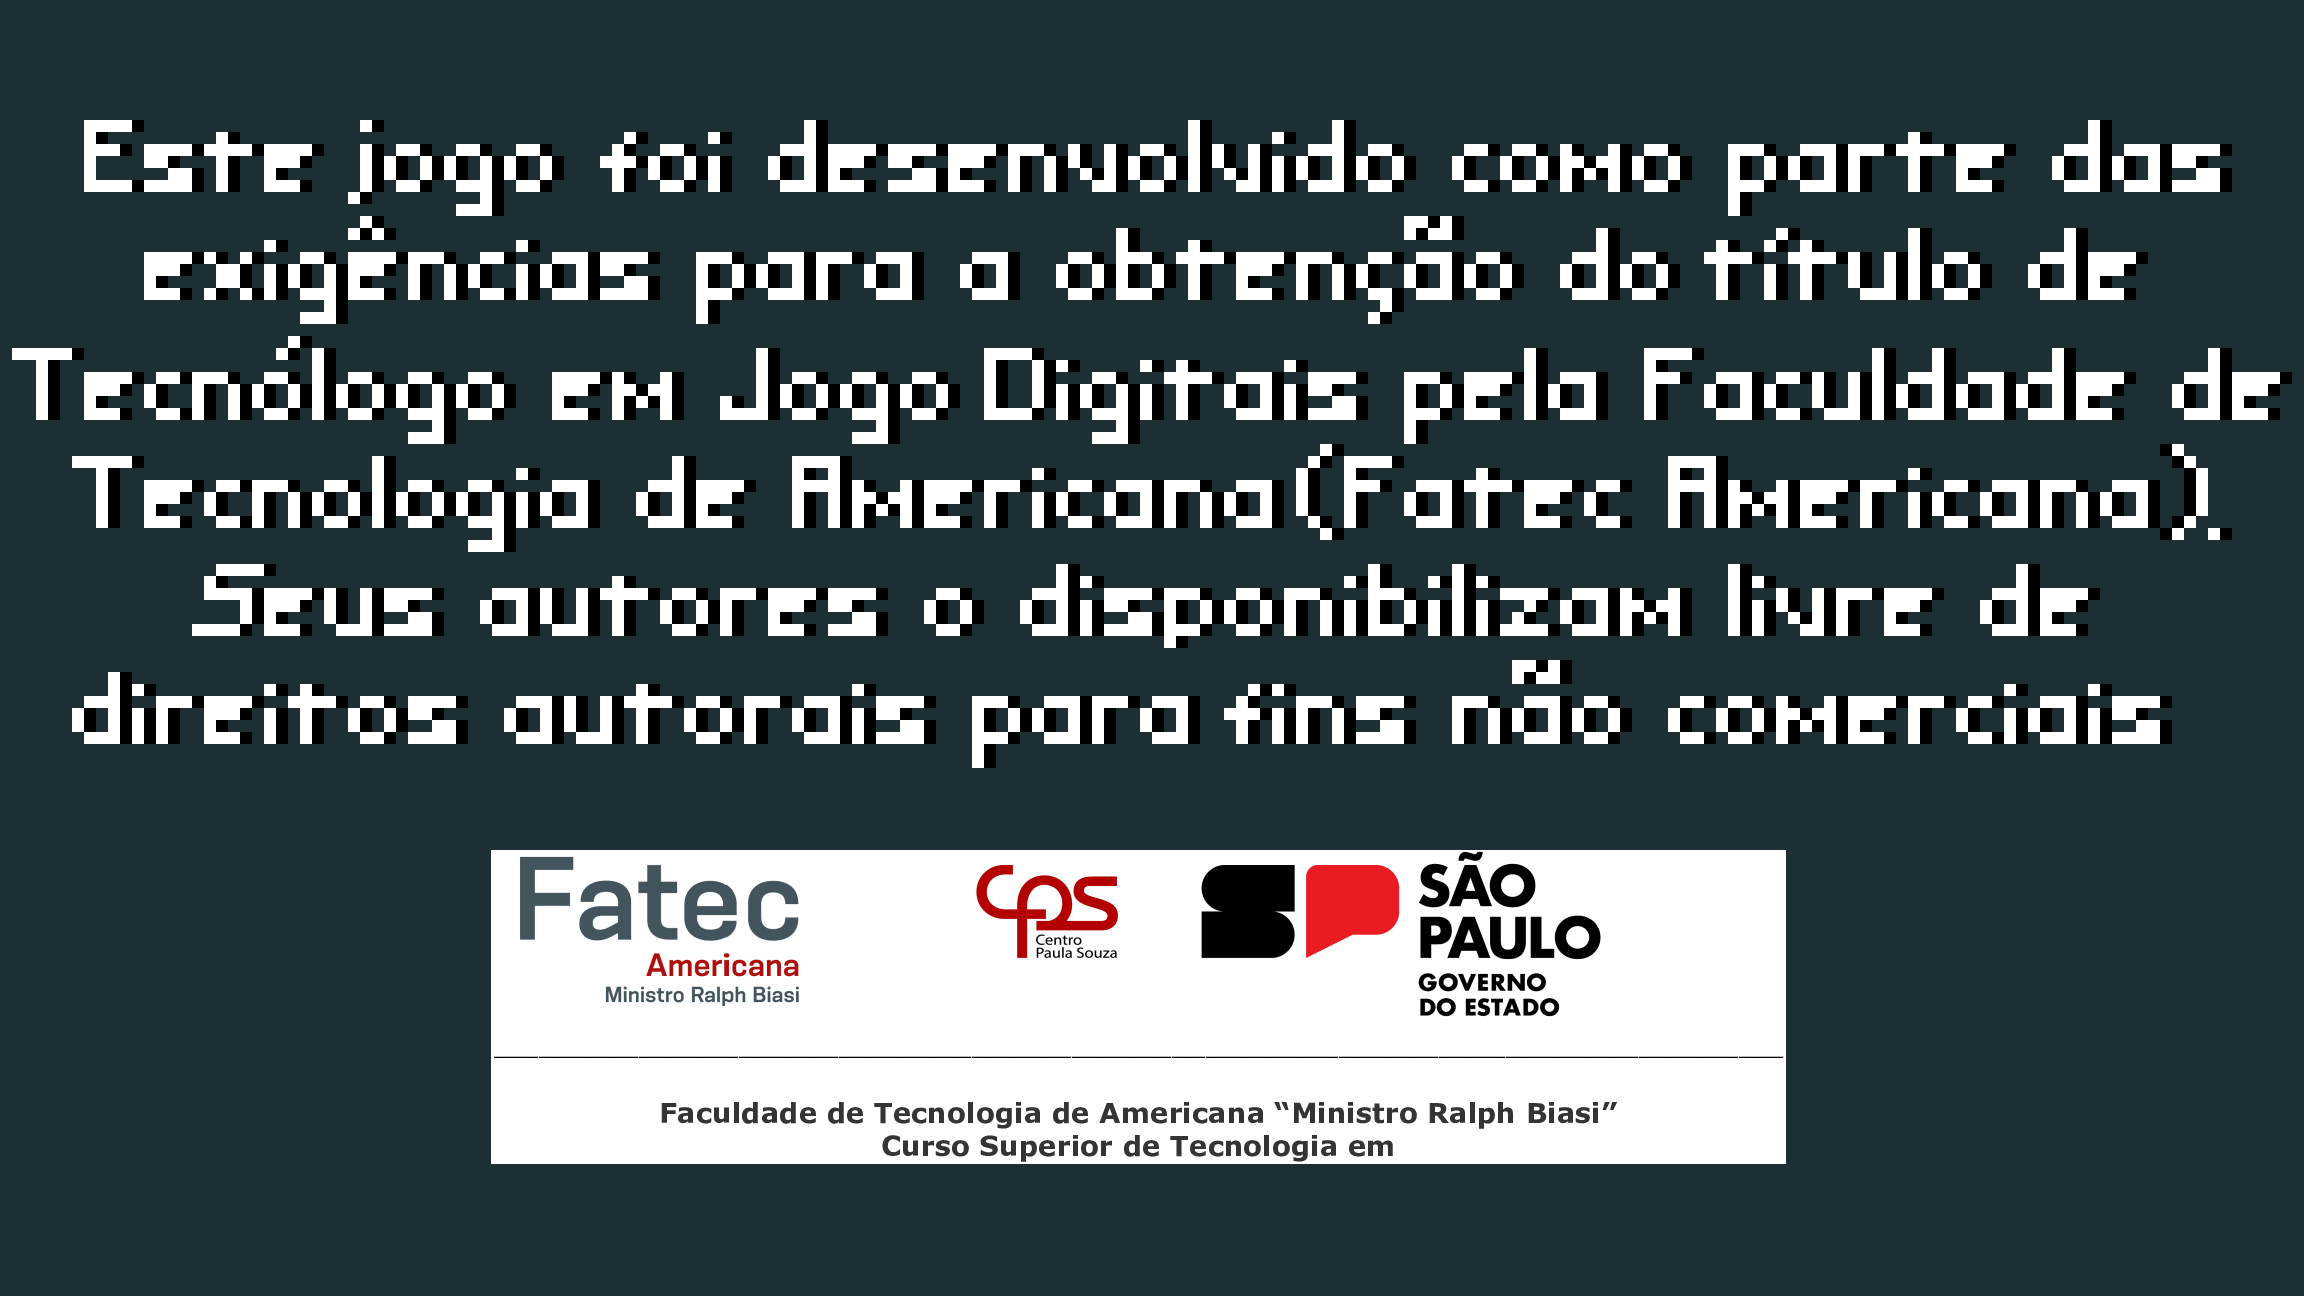 Este jogo foi desenvolvido como parte das
exigências para a obtenção do título de
Tecnólogo em Jogo Digitais pela Faculdade de
Tecnologia de Americana(Fatec Americana).
Seus autores o disponibilizam livre de
direitos autorais para fins não comerciais
Fatec
Americana
Ministro Ralph Biasi
cps
Centro
Paula Souza
SP
SÃO
PAULO
GOVERNO
DO ESTADO
Faculdade de Tecnologia de Americana “Ministro Ralph Biasi”
Curso Superior de Tecnologia em